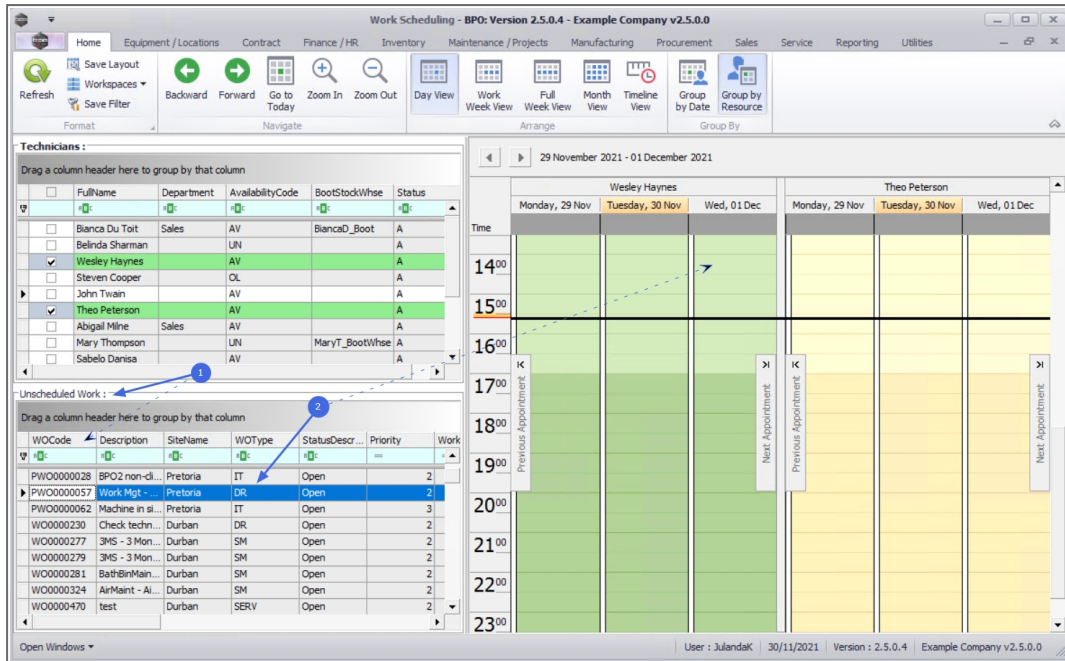 Work Scheduling - BPO: Version 2.5.0.4 - Example Company v2.5.0.0
Home Equipment / Locations Contract Finance / HR Inventory Maintenance / Projects Manufacturing Procurement Sales Service Reporting Utilities
Refresh
Save Layout
Workspaces
Save Filter
Backward Forward Go to Today Zoom In Zoom Out
Day View Work Week View Full Week View Month View Timeline View
Group by Date Group by Resource
Format Navigate Arrange Group By
Technicians :
Drag a column header here to group by that column
FullName Department AvailabilityCode BootStockWhse Status
Bianca Du Toit Sales AV BiancaD_Boot A
Belinda Sharman UN A
Wesley Haynes AV A
Steven Cooper OL A
John Twain AV A
Theo Peterson AV A
Abigail Milne Sales AV A
Mary Thompson UN MaryT_BootWhse A
Sabelo Danisa AV A
1
Unscheduled Work :
2
Drag a column header here to group by that column
WOCode Description SiteName WOType StatusDescr... Priority Work
PWO0000028 BPO2 non-cli... Pretoria IT Open 2
PWO0000057 Work Mgt - ... Pretoria DR Open 2
PWO0000062 Machine in si... Pretoria IT Open 3
WO0000230 Check techn... Durban DR Open 2
WO0000277 3MS - 3 Mon... Durban SM Open 2
WO0000279 3MS - 3 Mon... Durban SM Open 2
WO0000281 BathBinMain... Durban SM Open 2
WO0000324 AirMaint - Ai... Durban SM Open 2
WO0000470 test Durban SERV Open 2
29 November 2021 - 01 December 2021
Wesley Haynes Theo Peterson
Monday, 29 Nov Tuesday, 30 Nov Wed, 01 Dec Monday, 29 Nov Tuesday, 30 Nov Wed, 01 Dec
Time
14 00
15 00
16 00
17 00
18 00
19 00
20 00
21 00
22 00
23 00
Previous Appointment
Next Appointment
Previous Appointment
Next Appointment
Open Windows User : JulandaK 30/11/2021 Version : 2.5.0.4 Example Company v2.5.0.0